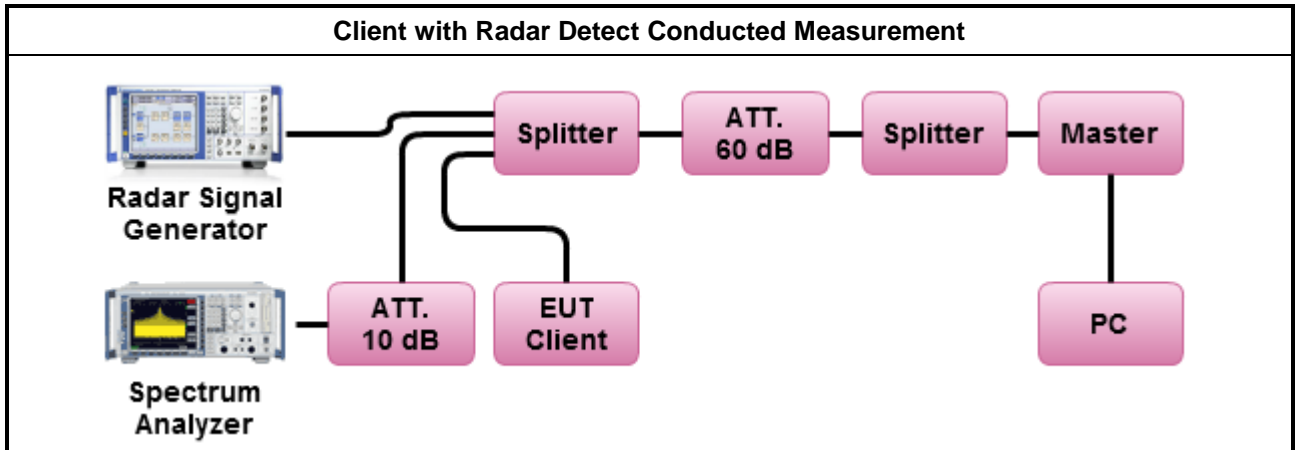 Client with Radar Detect Conducted Measurement
Radar Signal
Generator
Splitter
ATT.
60 dB
Splitter
Master
Spectrum
Analyzer
ATT.
10 dB
EUT
Client
PC